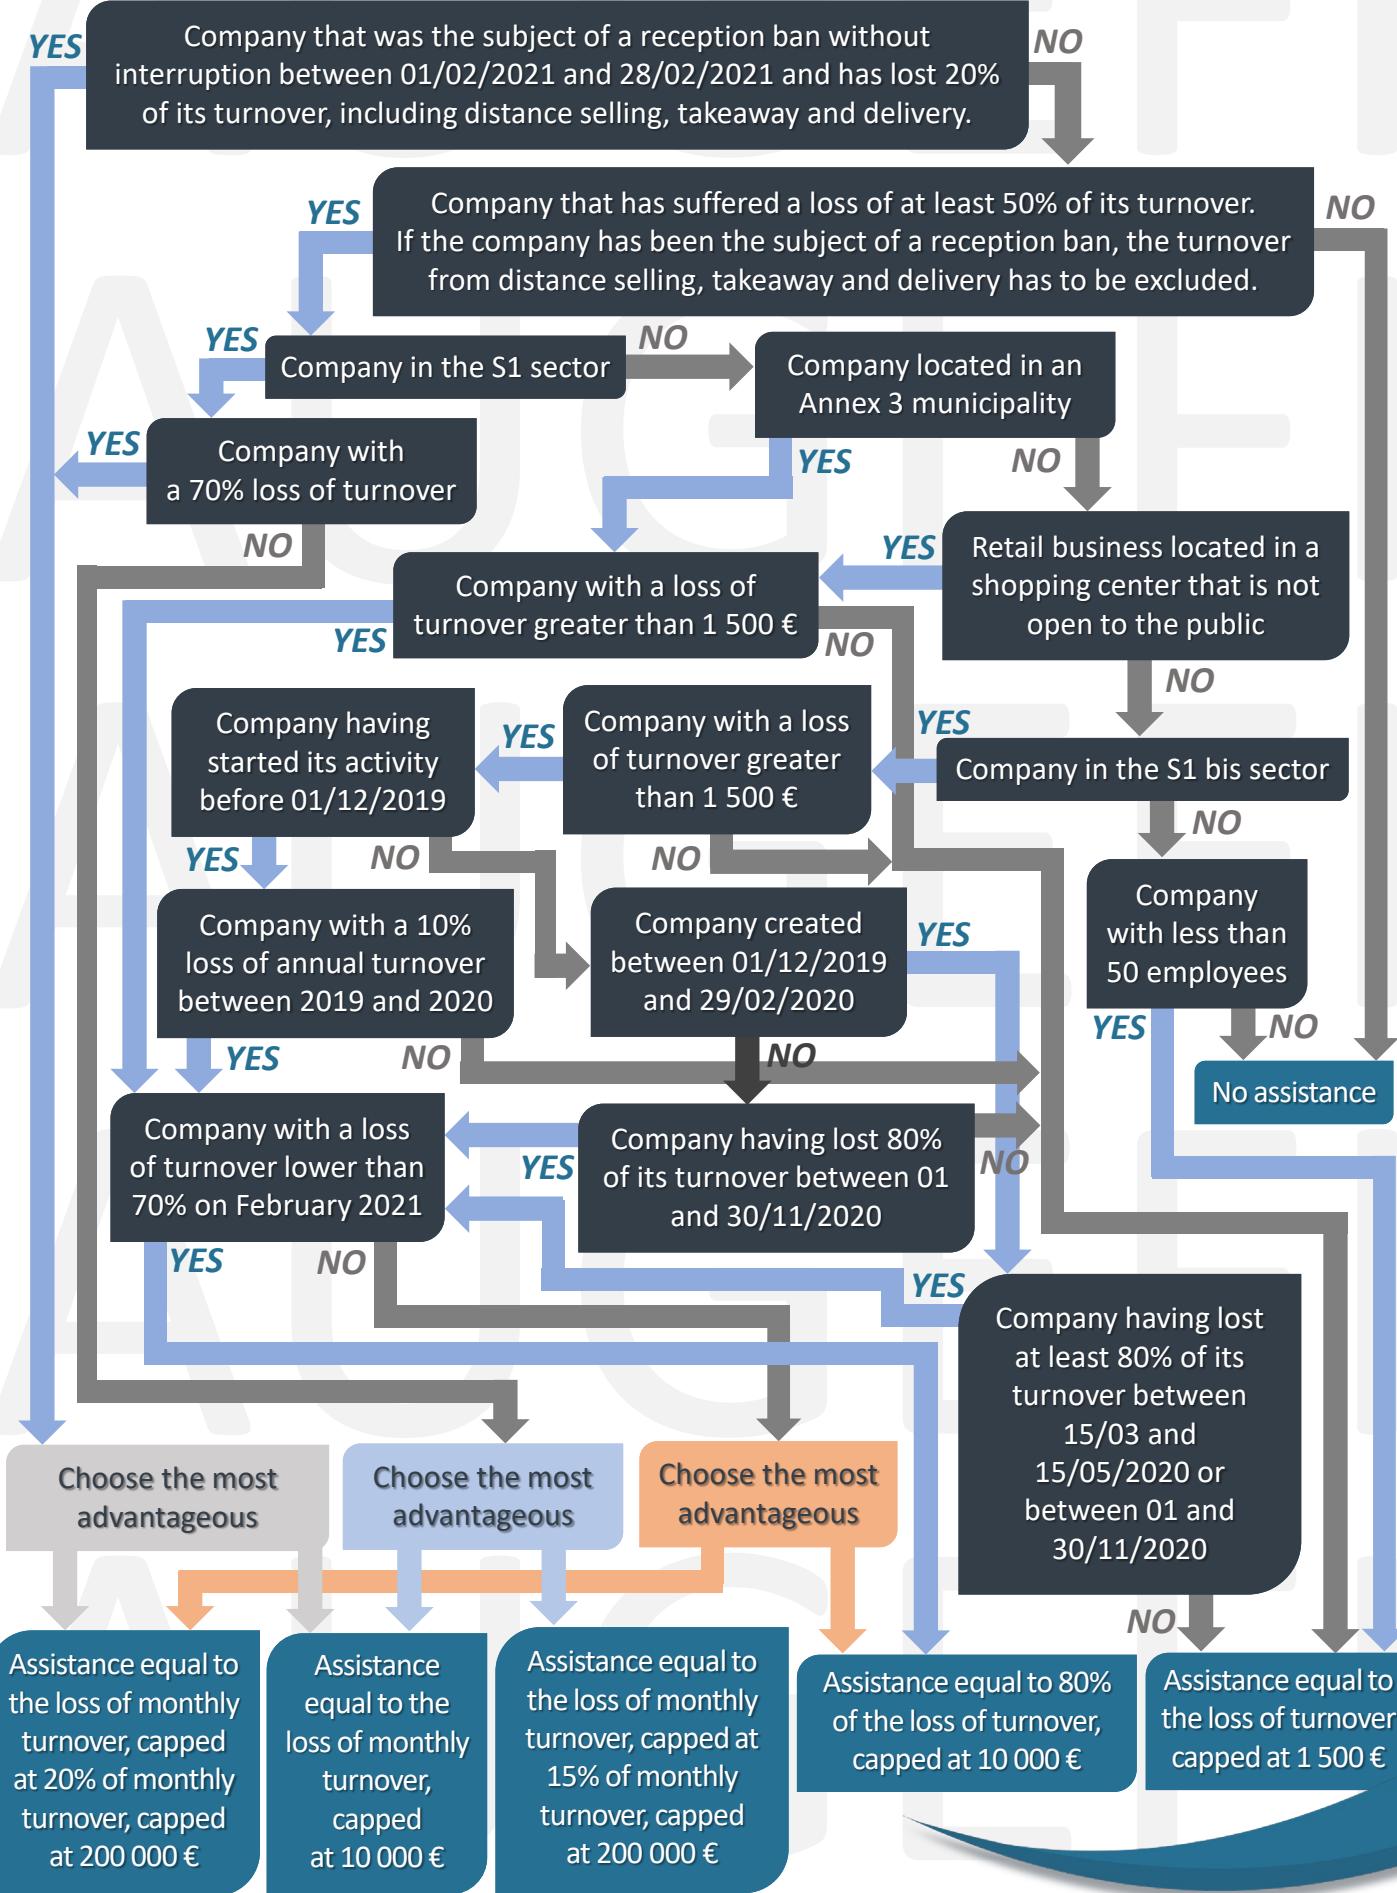 YES
Company that was the subject of a reception ban without
interruption between 01/02/2021 and 28/02/2021 and has lost 20%
of its turnover, including distance selling, takeaway and delivery.
NO
YES
Company that has suffered a loss of at least 50% of its turnover.
If the company has been the subject of a reception ban, the turnover
from distance selling, takeaway and delivery has to be excluded.
NO
YES
Company in the S1 sector
NO
Company located in an
Annex 3 municipality
YES
Company with
a 70% loss of turnover
NO
YES
NO
YES
Retail business located in a
shopping center that is not
open to the public
Company with a loss of
turnover greater than 1 500 €
YES
NO
NO
Company having
started its activity
before 01/12/2019
YES
Company with a loss
of turnover greater
than 1 500 €
YES
Company in the S1 bis sector
NO
YES
NO
NO
Company
with less than
50 employees
Company with a 10%
loss of annual turnover
between 2019 and 2020
Company created
between 01/12/2019
and 29/02/2020
YES
YES
NO
YES
NO
NO
No assistance
Company with a loss
of turnover lower than
70% on February 2021
YES
Company having lost 80%
of its turnover between 01
and 30/11/2020
NO
YES
NO
YES
Company having lost
at least 80% of its
turnover between
15/03 and
15/05/2020 or
between 01 and
30/11/2020
NO
Choose the most
advantageous
Choose the most
advantageous
Choose the most
advantageous
Assistance equal to
the loss of monthly
turnover, capped
at 20% of monthly
turnover, capped
at 200 000 €
Assistance
equal to the
loss of monthly
turnover,
capped
at 10 000 €
Assistance equal to
the loss of monthly
turnover, capped at
15% of monthly
turnover, capped
at 200 000 €
Assistance equal to 80%
of the loss of turnover,
capped at 10 000 €
Assistance equal to
the loss of turnover
capped at 1 500 €